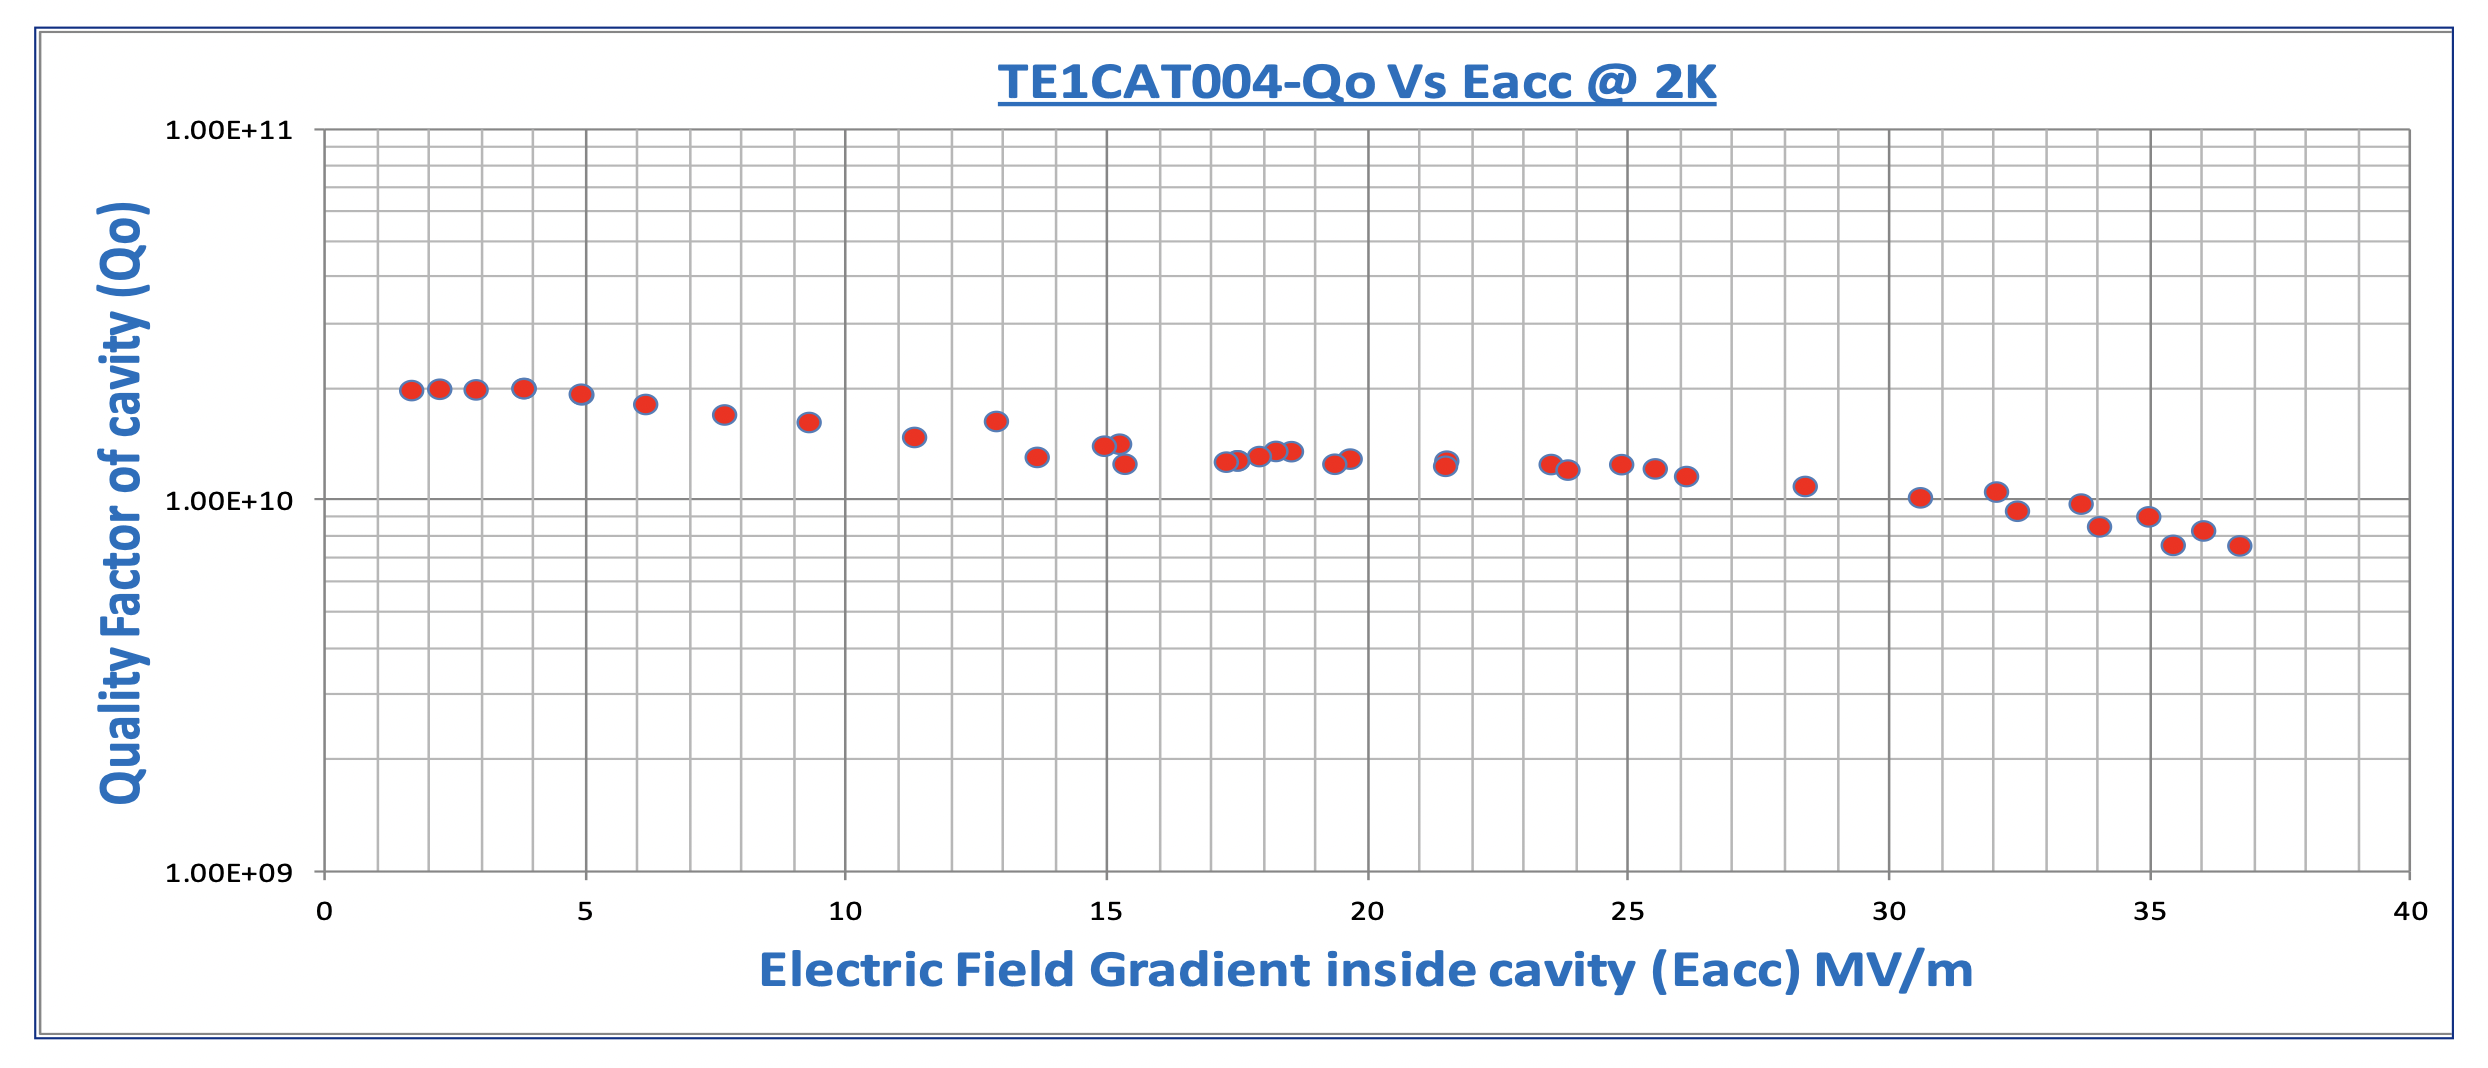 TE1CAT004-Qo Vs Eacc @ 2K
Quality Factor of cavity (Qo)
1.00E+11
1.00E+10
1.00E+09
0 5 10 15 20 25 30 35 40
Electric Field Gradient inside cavity (Eacc) MV/m